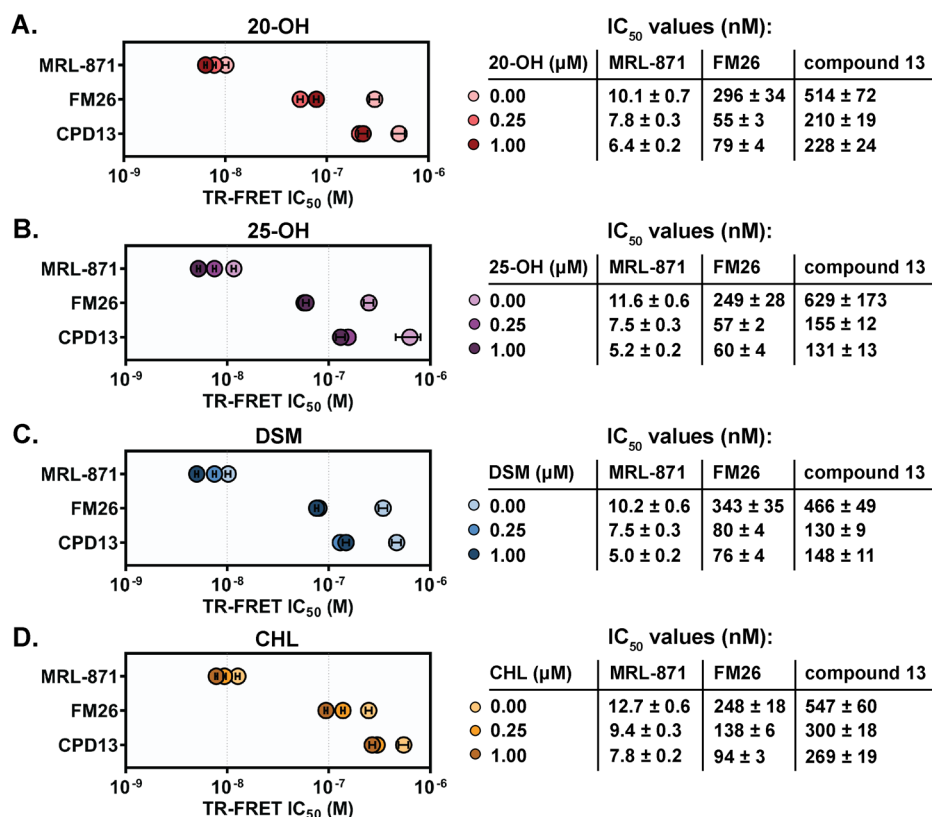 A.
20-OH
MRL-871
FM26
CPD13
10⁻⁹ 10⁻⁸ 10⁻⁷ 10⁻⁶
TR-FRET IC₅₀ (M)
IC₅₀ values (nM):
20-OH (µM) MRL-871 FM26 compound 13
0.00 10.1 ± 0.7 296 ± 34 514 ± 72
0.25 7.8 ± 0.3 55 ± 3 210 ± 19
1.00 6.4 ± 0.2 79 ± 4 228 ± 24
B.
25-OH
MRL-871
FM26
CPD13
10⁻⁹ 10⁻⁸ 10⁻⁷ 10⁻⁶
TR-FRET IC₅₀ (M)
IC₅₀ values (nM):
25-OH (µM) MRL-871 FM26 compound 13
0.00 11.6 ± 0.6 249 ± 28 629 ± 173
0.25 7.5 ± 0.3 57 ± 2 155 ± 12
1.00 5.2 ± 0.2 60 ± 4 131 ± 13
C.
DSM
MRL-871
FM26
CPD13
10⁻⁹ 10⁻⁸ 10⁻⁷ 10⁻⁶
TR-FRET IC₅₀ (M)
IC₅₀ values (nM):
DSM (µM) MRL-871 FM26 compound 13
0.00 10.2 ± 0.6 343 ± 35 466 ± 49
0.25 7.5 ± 0.3 80 ± 4 130 ± 9
1.00 5.0 ± 0.2 76 ± 4 148 ± 11
D.
CHL
MRL-871
FM26
CPD13
10⁻⁹ 10⁻⁸ 10⁻⁷ 10⁻⁶
TR-FRET IC₅₀ (M)
IC₅₀ values (nM):
CHL (µM) MRL-871 FM26 compound 13
0.00 12.7 ± 0.6 248 ± 18 547 ± 60
0.25 9.4 ± 0.3 138 ± 6 300 ± 18
1.00 7.8 ± 0.2 94 ± 3 269 ± 19